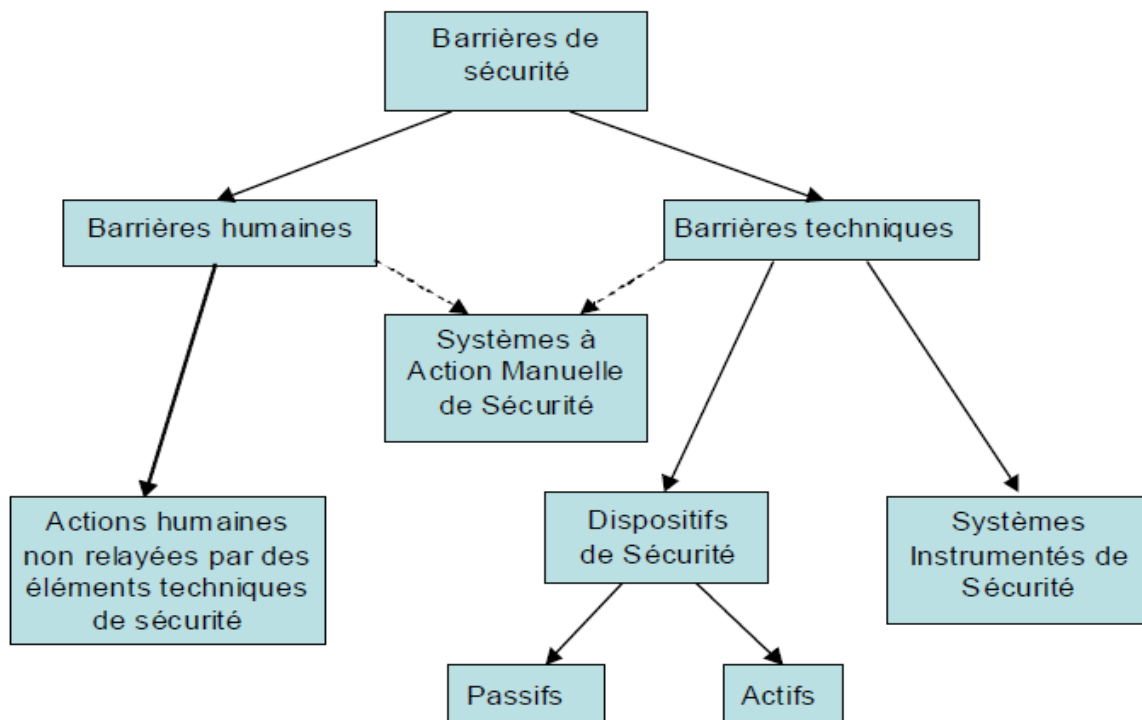 Barrières de
sécurité
Barrières humaines
Barrières techniques
Systèmes à
Action Manuelle
de Sécurité
Actions humaines
non relayées par des
éléments techniques
de sécurité
Dispositifs
de Sécurité
Systèmes
Instrumentés de
Sécurité
Passifs
Actifs